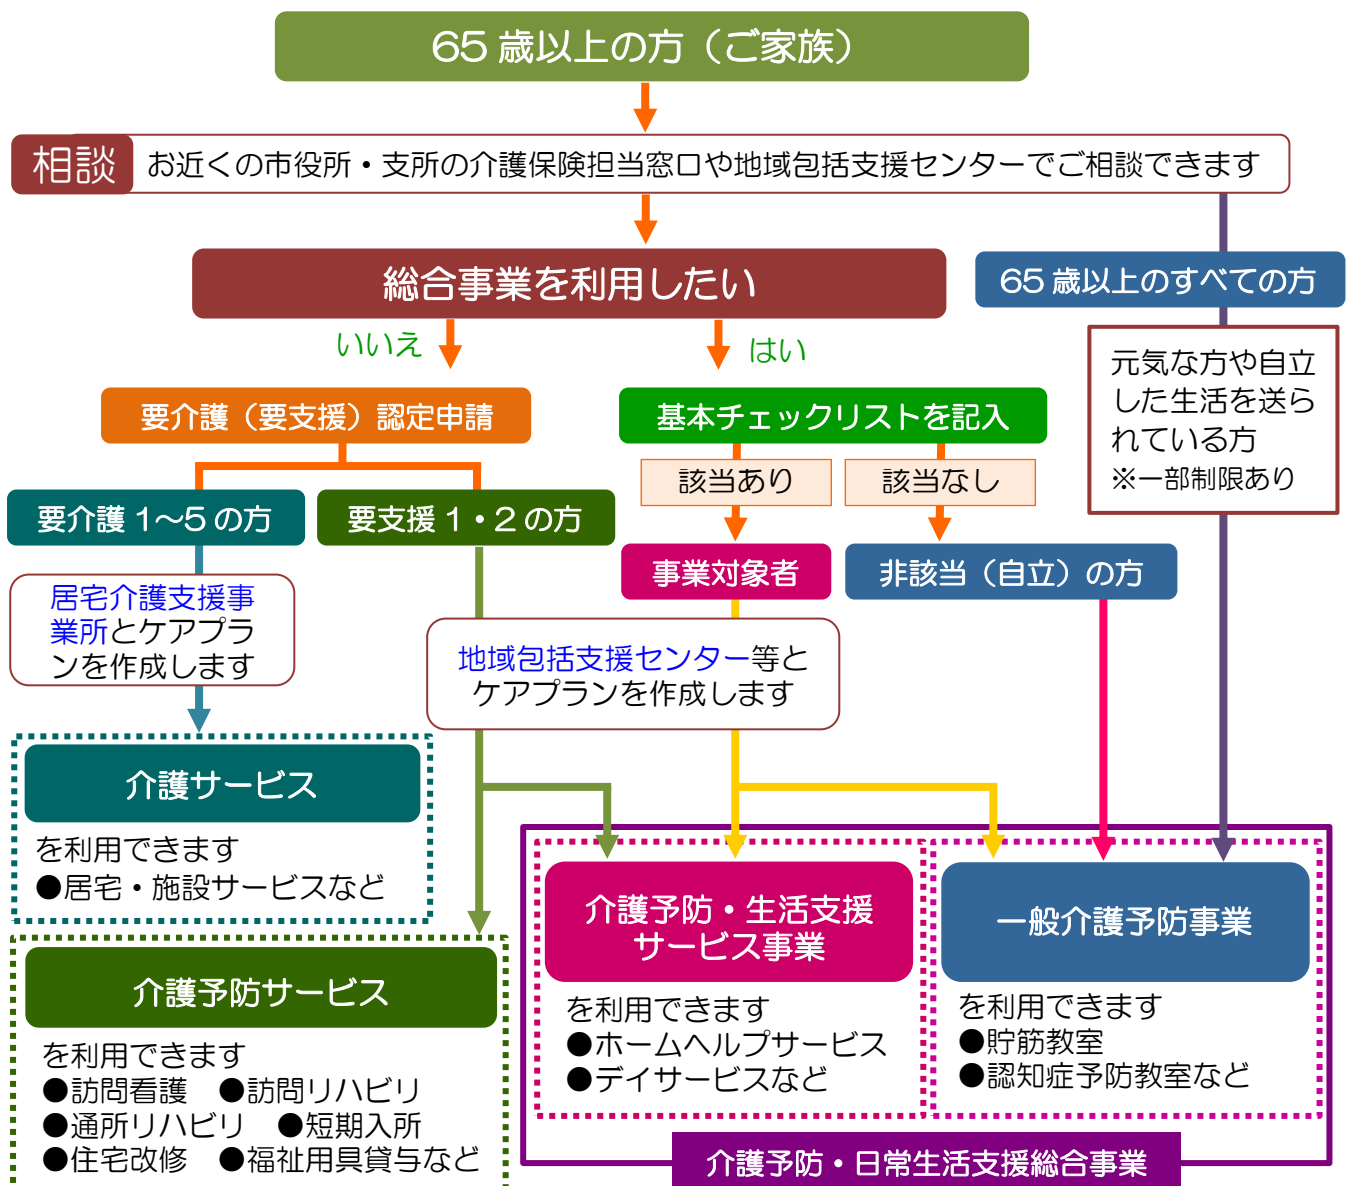 65歳以上の方（ご家族）
相談
お近くの市役所・支所の介護保険担当窓口や地域包括支援センターでご相談できます
総合事業を利用したい
65歳以上のすべての方
いいえ
はい
元気な方や自立
した生活を送ら
れている方
※一部制限あり
要介護（要支援）認定申請
基本チェックリストを記入
該当あり
該当なし
要介護1～5の方
要支援1・2の方
事業対象者
非該当（自立）の方
居宅介護支援事
業所とケアプラ
ンを作成します
地域包括支援センター等と
ケアプランを作成します
介護サービス
を利用できます
●居宅・施設サービスなど
介護予防サービス
を利用できます
●訪問看護　●訪問リハビリ
●通所リハビリ　●短期入所
●住宅改修　●福祉用具貸与など
介護予防・生活支援
サービス事業
を利用できます
●ホームヘルプサービス
●デイサービスなど
一般介護予防事業
を利用できます
●貯筋教室
●認知症予防教室など
介護予防・日常生活支援総合事業